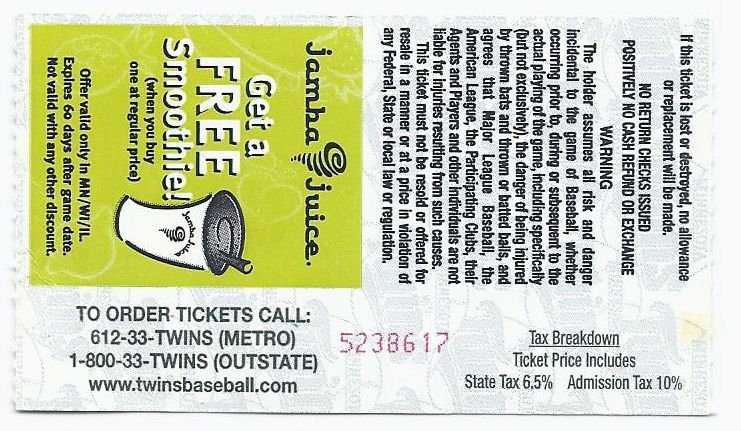 If this ticket is lost or destroyed, no allowance
or replacement will be made.
NO RETURN CHECKS ISSUED
POSITIVELY NO CASH REFUND OR EXCHANGE
WARNING
The holder assumes all risk and danger
incidental to the game of Baseball, whether
occurring prior to, during or subsequent to the
actual playing of the game, including specifically
(but not exclusively), the danger of being injured
by thrown bats and thrown or batted balls, and
agrees that Major League Baseball, the
American League, the Participating Clubs, their
Agents and Players and other individuals are not
liable for injuries resulting from such causes.
This ticket must not be resold or offered for
resale in a manner or at a price in violation of
any Federal, State or local law or regulation.
jamba juice.
Get a
FREE
Smoothie!
(when you buy
one at regular price)
jamba juice
Offer valid only in MN/WI/IL.
Expires 60 days after game date.
Not valid with any other discount.
TO ORDER TICKETS CALL:
612-33-TWINS (METRO)
1-800-33-TWINS (OUTSTATE)
www.twinsbaseball.com
5238617
Tax Breakdown
Ticket Price Includes
State Tax 6.5% Admission Tax 10%